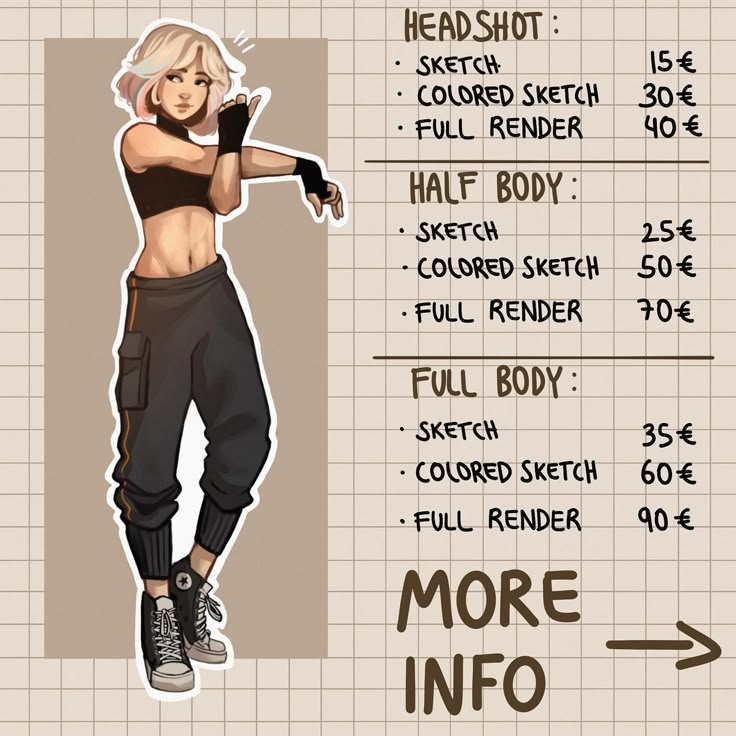 HEADSHOT:
· SKETCH 15€
· COLORED SKETCH 30€
· FULL RENDER 40€
HALF BODY:
· SKETCH 25€
· COLORED SKETCH 50€
· FULL RENDER 70€
FULL BODY:
· SKETCH 35€
· COLORED SKETCH 60€
· FULL RENDER 90€
MORE
INFO →